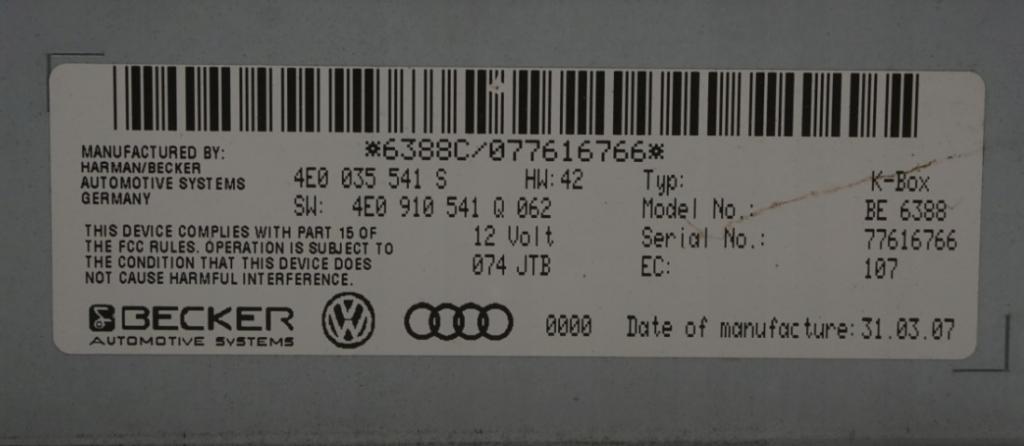 *6388C/077616766*
MANUFACTURED BY:
HARMAN/BECKER
AUTOMOTIVE SYSTEMS
GERMANY
4E0 035 541 S HW: 42
SW: 4E0 910 541 Q 062
12 Volt
074 JTB
Typ: K-Box
Model No.: BE 6388
Serial No.: 77616766
EC: 107
THIS DEVICE COMPLIES WITH PART 15 OF
THE FCC RULES. OPERATION IS SUBJECT TO
THE CONDITION THAT THIS DEVICE DOES
NOT CAUSE HARMFUL INTERFERENCE.
BECKER
AUTOMOTIVE SYSTEMS
VW
0000 Date of manufacture: 31.03.07